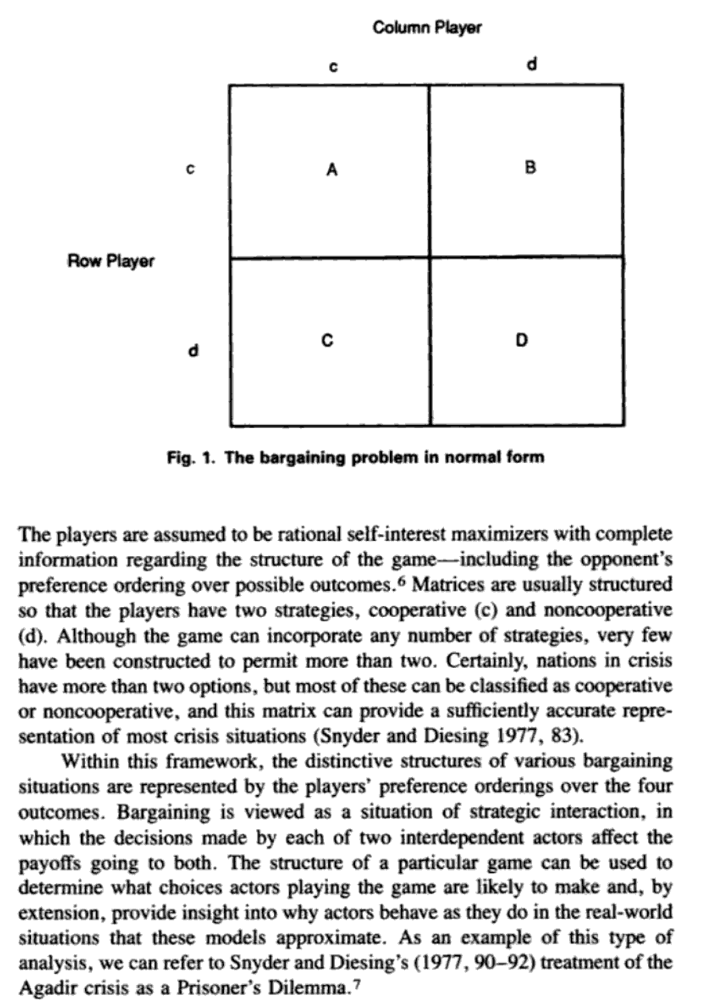 Column Player
c d
c A B
Row Player
d C D
Fig. 1. The bargaining problem in normal form
The players are assumed to be rational self-interest maximizers with complete
information regarding the structure of the game—including the opponent's
preference ordering over possible outcomes.6 Matrices are usually structured
so that the players have two strategies, cooperative (c) and noncooperative
(d). Although the game can incorporate any number of strategies, very few
have been constructed to permit more than two. Certainly, nations in crisis
have more than two options, but most of these can be classified as cooperative
or noncooperative, and this matrix can provide a sufficiently accurate repre-
sentation of most crisis situations (Snyder and Diesing 1977, 83).
Within this framework, the distinctive structures of various bargaining
situations are represented by the players' preference orderings over the four
outcomes. Bargaining is viewed as a situation of strategic interaction, in
which the decisions made by each of two interdependent actors affect the
payoffs going to both. The structure of a particular game can be used to
determine what choices actors playing the game are likely to make and, by
extension, provide insight into why actors behave as they do in the real-world
situations that these models approximate. As an example of this type of
analysis, we can refer to Snyder and Diesing's (1977, 90–92) treatment of the
Agadir crisis as a Prisoner's Dilemma.7